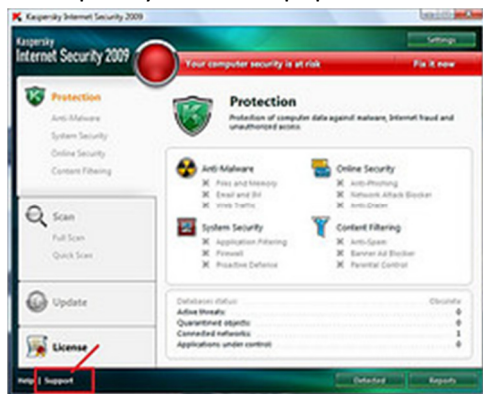 Kaspersky Internet Security 2009
Kaspersky
Internet Security 2009
Settings
Your computer security is at risk
Fix it now
Protection
Anti-Malware
System Security
Online Security
Content Filtering
Scan
Full Scan
Quick Scan
Update
License
Protection
Protection of computer data against malware, Internet fraud and
unauthorized access
Anti-Malware
Files and Memory
Email and IM
Web Traffic
Online Security
Anti-Phishing
Network Attack Blocker
Anti-Dialer
System Security
Application Filtering
Firewall
Proactive Defense
Content Filtering
Anti-Spam
Banner Ad Blocker
Parental Control
Databases status: Obsolete
Active threats: 0
Quarantined objects: 0
Connected networks: 1
Applications under control: 0
Help | Support
Detected
Reports